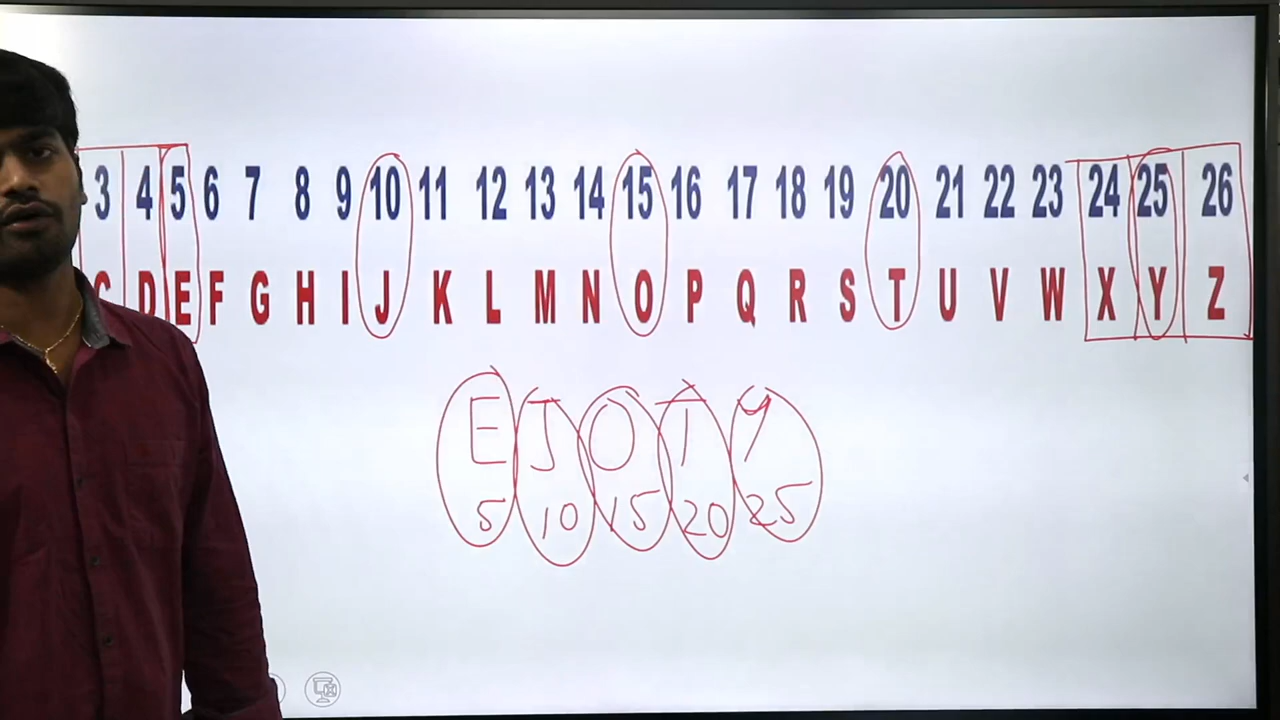 3 4 5 6 7 8 9 10 11 12 13 14 15 16 17 18 19 20 21 22 23 24 25 26
C D E F G H I J K L M N O P Q R S T U V W X Y Z
E J O T Y
5 10 15 20 25